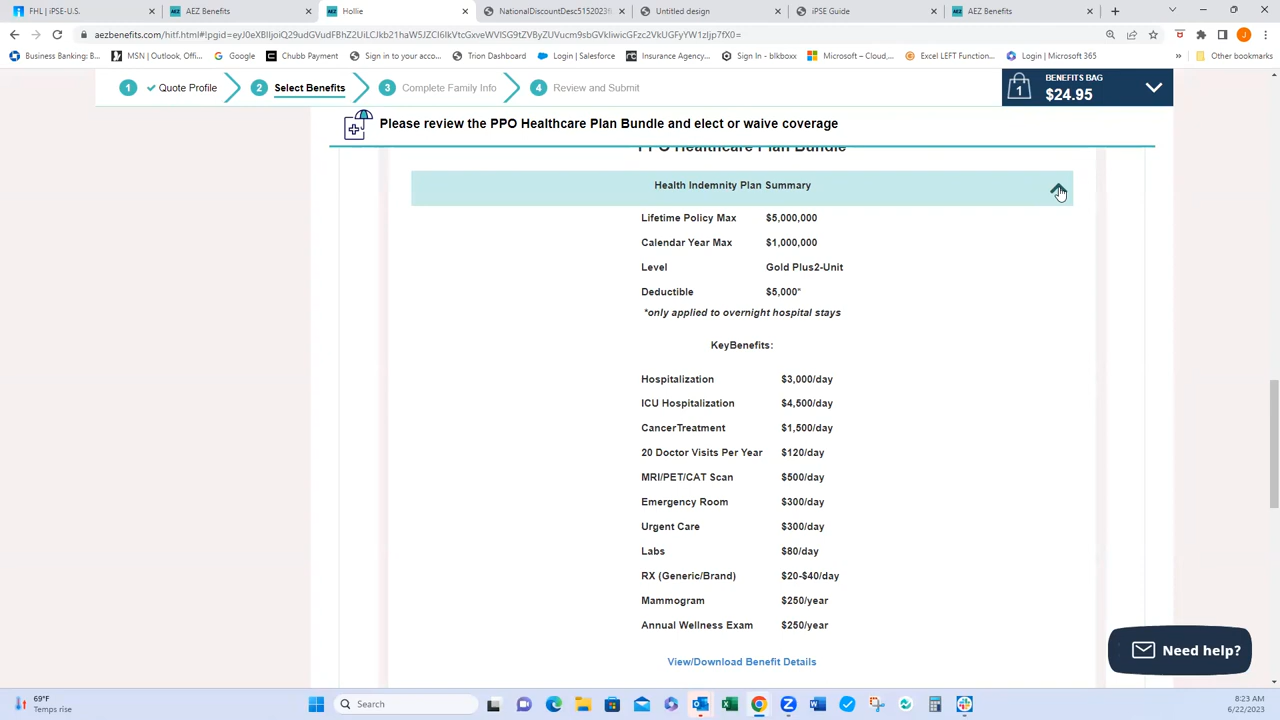 FHL | iPSE-U.S.
AEZ Benefits
Hollie
NationalDiscountDesc5152023
Untitled design
iPSE Guide
AEZ Benefits
Business Banking: B...
MSN | Outlook, Offi...
Google
Chubb Payment
Sign in to your acco...
Trion Dashboard
Login | Salesforce
Insurance Agency...
Sign In - blkboxx
Microsoft – Cloud,...
Excel LEFT Function...
Login | Microsoft 365
Other bookmarks
1 Quote Profile
2 Select Benefits
3 Complete Family Info
4 Review and Submit
BENEFITS BAG
1 $24.95
Please review the PPO Healthcare Plan Bundle and elect or waive coverage
PPO Healthcare Plan Bundle
Health Indemnity Plan Summary
Lifetime Policy Max $5,000,000
Calendar Year Max $1,000,000
Level Gold Plus2-Unit
Deductible $5,000*
*only applied to overnight hospital stays
KeyBenefits:
Hospitalization $3,000/day
ICU Hospitalization $4,500/day
CancerTreatment $1,500/day
20 Doctor Visits Per Year $120/day
MRI/PET/CAT Scan $500/day
Emergency Room $300/day
Urgent Care $300/day
Labs $80/day
RX (Generic/Brand) $20-$40/day
Mammogram $250/year
Annual Wellness Exam $250/year
View/Download Benefit Details
Need help?
69°F
Temps rise
Search
8:23 AM
6/22/2023